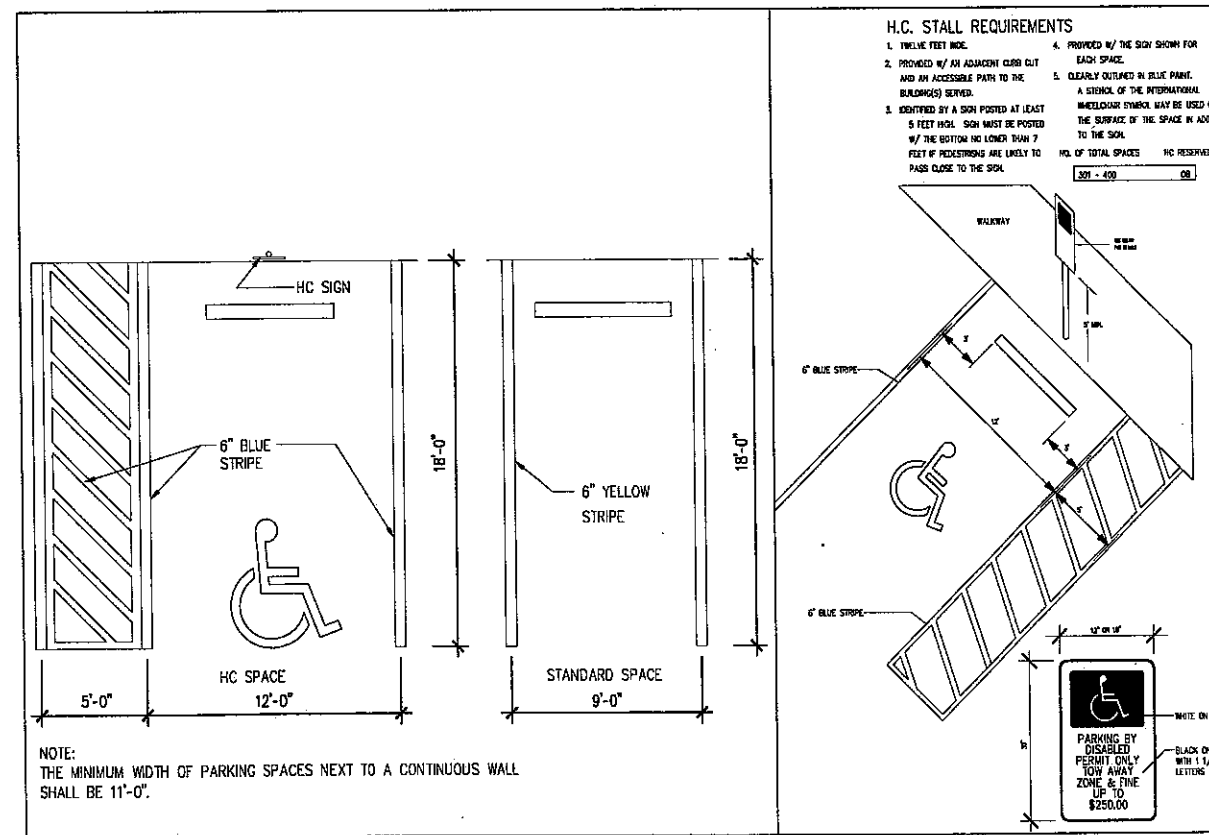 H.C. STALL REQUIREMENTS
1. TWELVE FEET WIDE.
2. PROVIDED W/ AN ADJACENT CURB CUT
AND AN ACCESSIBLE PATH TO THE
BUILDING(S) SERVED.
3. IDENTIFIED BY A SIGN POSTED AT LEAST
5 FEET HIGH. SIGN MUST BE POSTED
W/ THE BOTTOM NO LOWER THAN 7
FEET IF PEDESTRIANS ARE LIKELY TO
PASS CLOSE TO THE SIGN.
4. PROVIDED W/ THE SIGN SHOWN FOR
EACH SPACE.
5. CLEARLY OUTLINED IN BLUE PAINT.
A STENCIL OF THE INTERNATIONAL
WHEELCHAIR SYMBOL MAY BE USED
THE SURFACE OF THE SPACE IN ADD
TO THE SIGN.
NO. OF TOTAL SPACES HC RESERVED
301 - 400 08
WALKWAY
5' MIN.
HC SIGN
6" BLUE STRIPE
3'
12'
3'
5'
6" BLUE STRIPE
6" BLUE
STRIPE
18'-0"
6" YELLOW
STRIPE
18'-0"
HC SPACE
5'-0" 12'-0"
STANDARD SPACE
9'-0"
NOTE:
THE MINIMUM WIDTH OF PARKING SPACES NEXT TO A CONTINUOUS WALL
SHALL BE 11'-0".
12" OR 18"
WHITE ON
PARKING BY
DISABLED
PERMIT ONLY
TOW AWAY
ZONE & FINE
UP TO
$250.00
BLACK ON
WITH 1 1/
LETTERS